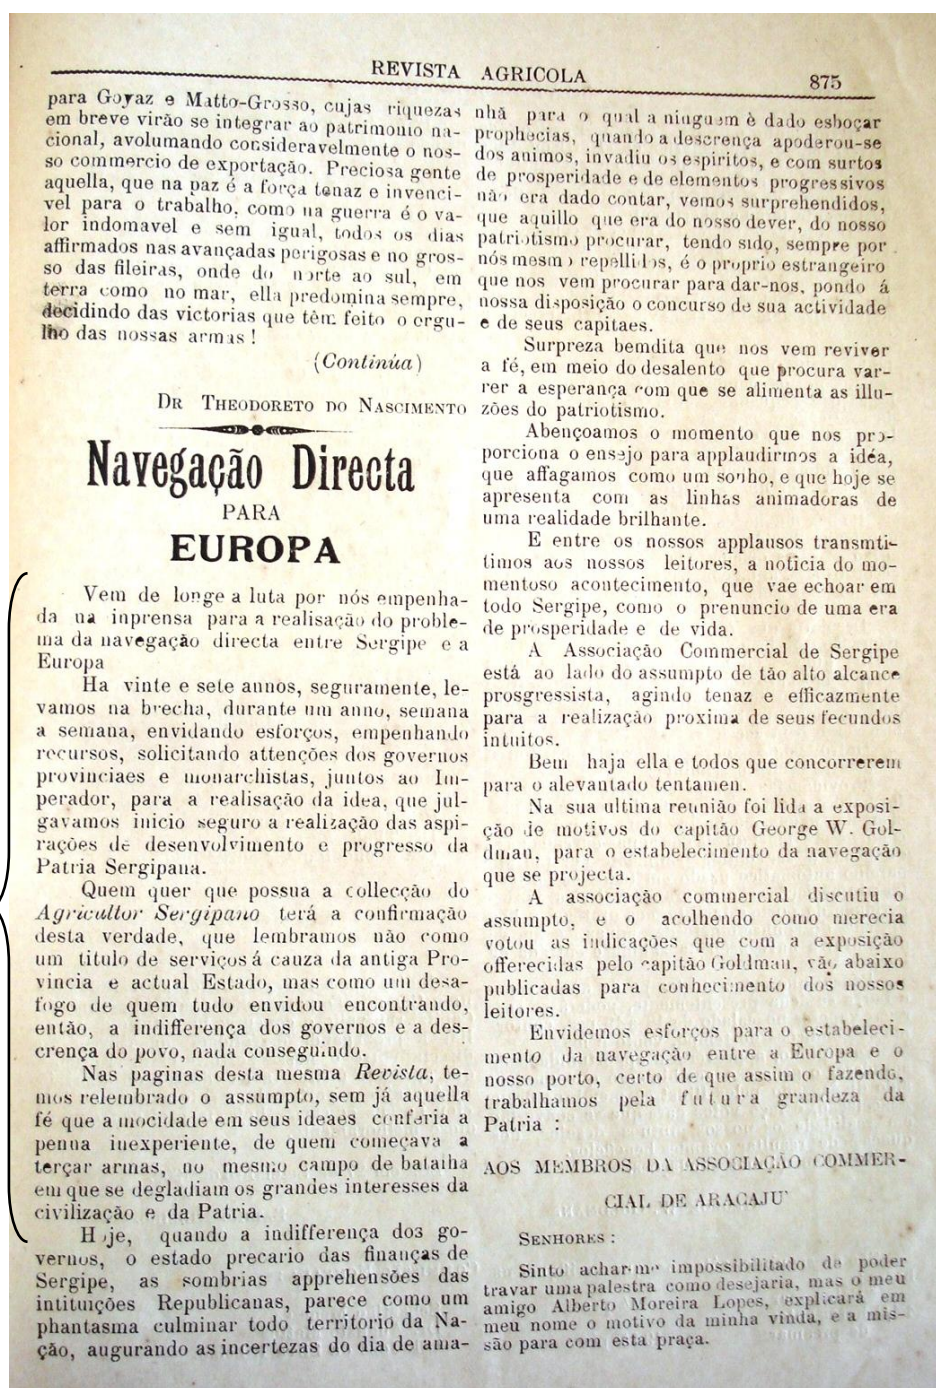 REVISTA AGRICOLA
875
para Goyaz e Matto-Grosso, cujas riquezas
em breve virão se integrar ao patrimonio na-
cional, avolumando consideravelmente o nos-
so commercio de exportação. Preciosa gente
aquella, que na paz é a força tenaz e invenci-
vel para o trabalho, como na guerra é o va-
lor indomavel e sem igual, todos os dias
affirmados nas avançadas perigosas e no gros-
so das fileiras, onde do norte ao sul, em
terra como no mar, ella predomina sempre,
decidindo das victorias que têm feito o orgu-
lho das nossas armas !
(Continúa)
DR THEODORETO DO NASCIMENTO
Navegação Directa
PARA
EUROPA
Vem de longe a luta por nós empenha-
da na inprensa para a realisação do proble-
ma da navegação directa entre Sergipe e a
Europa
Ha vinte e sete annos, seguramente, le-
vamos na brecha, durante um anno, semana
a semana, envidando esforços, empenhando
recursos, solicitando attenções dos governos
provinciaes e monarchistas, juntos ao Im-
perador, para a realisação da idea, que jul-
gavamos inicio seguro a realização das aspi-
rações de desenvolvimento e progresso da
Patria Sergipana.
Quem quer que possua a collecção do
Agricultor Sergipano terá a confirmação
desta verdade, que lembramos não como
um titulo de serviços á cauza da antiga Pro-
vincia e actual Estado, mas como um desa-
fogo de quem tudo envidou encontrando,
então, a indifferença dos governos e a des-
crença do povo, nada conseguindo.
Nas paginas desta mesma Revista, te-
mos relembrado o assumpto, sem já aquella
fé que a mocidade em seus ideaes conferia a
penna inexperiente, de quem começava a
terçar armas, no mesmo campo de batalha
em que se degladiam os grandes interesses da
civilização e da Patria.
Hoje, quando a indifferença dos go-
vernos, o estado precario das finanças de
Sergipe, as sombrias apprehensões das
intituições Republicanas, parece como um
phantasma culminar todo territorio da Na-
ção, augurando as incertezas do dia de ama-
nhã para o qual a ninguem è dado esboçar
prophecias, quando a descrença apoderou-se
dos animos, invadiu os espiritos, e com surtos
de prosperidade e de elementos progressivos
não era dado contar, vemos surprehendidos,
que aquillo que era do nosso dever, do nosso
patriotismo procurar, tendo sido, sempre por
nós mesmo repellidos, é o proprio estrangeiro
que nos vem procurar para dar-nos, pondo á
nossa disposição o concurso de sua actividade
e de seus capitaes.
Surpreza bemdita que nos vem reviver
a fé, em meio do desalento que procura var-
rer a esperança com que se alimenta as illu-
zões do patriotismo.
Abençoamos o momento que nos pro-
porciona o ensejo para applaudirmos a idéa,
que affagamos como um sonho, e que hoje se
apresenta com as linhas animadoras de
uma realidade brilhante.
E entre os nossos applausos transmti-
timos aos nossos leitores, a noticia do mo-
mentoso acontecimento, que vae echoar em
todo Sergipe, como o prenuncio de uma era
de prosperidade e de vida.
A Associação Commercial de Sergipe
está ao lado do assumpto de tão alto alcance
prosgressista, agindo tenaz e efficazmente
para a realização proxima de seus fecundos
intuitos.
Bem haja ella e todos que concorrerem
para o alevantado tentamen.
Na sua ultima reunião foi lida a exposi-
ção de motivos do capitão George W. Gol-
dman, para o estabelecimento da navegação
que se projecta.
A associação commercial discutiu o
assumpto, e o acolhendo como merecia
votou as indicações que com a exposição
offerecidas pelo capitão Goldman, vão abaixo
publicadas para conhecimento dos nossos
leitores.
Envidemos esforços para o estabeleci-
mento da navegação entre a Europa e o
nosso porto, certo de que assim o fazendo,
trabalhamos pela futura grandeza da
Patria :
AOS MEMBROS DA ASSOCIAÇÃO COMMER-
CIAL DE ARACAJU'
SENHORES :
Sinto achar-me impossibilitado de poder
travar uma palestra como desejaria, mas o meu
amigo Alberto Moreira Lopes, explicará em
meu nome o motivo da minha vinda, e a mis-
são para com esta praça.